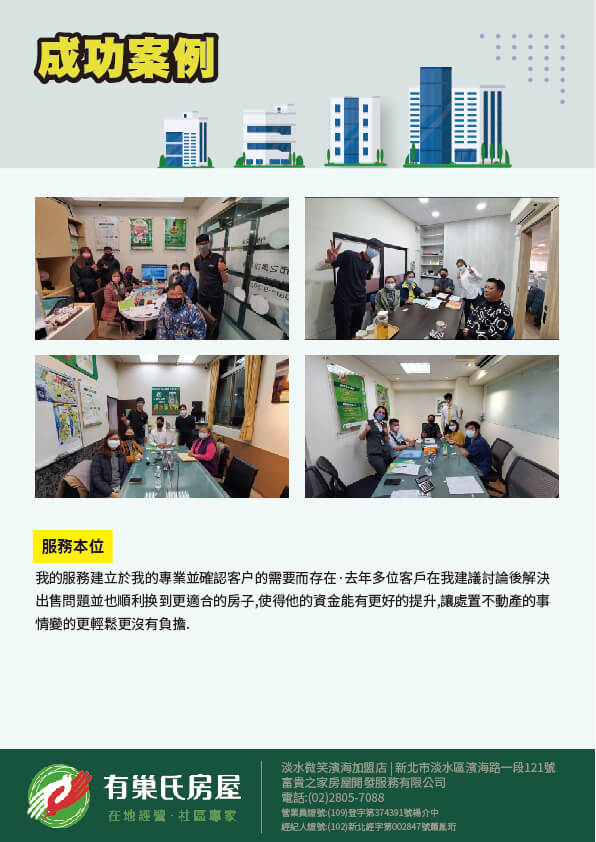 成功案例
服務本位
我的服務建立於我的專業並確認客户的需要而存在·去年多位客戶在我建議討論後解決
出售問題並也順利换到更適合的房子,使得他的資金能有更好的提升,讓處置不動產的事
情變的更輕鬆更沒有負擔.
有巢氏房屋
在地經營·社區專家
淡水微笑濱海加盟店 | 新北市淡水區濱海路一段121號
富貴之家房屋開發服務有限公司
電話:(02)2805-7088
營業員證號:(109)登字第374391號楊介中
經紀人證號:(102)新北經字第002847號蕭胤珩